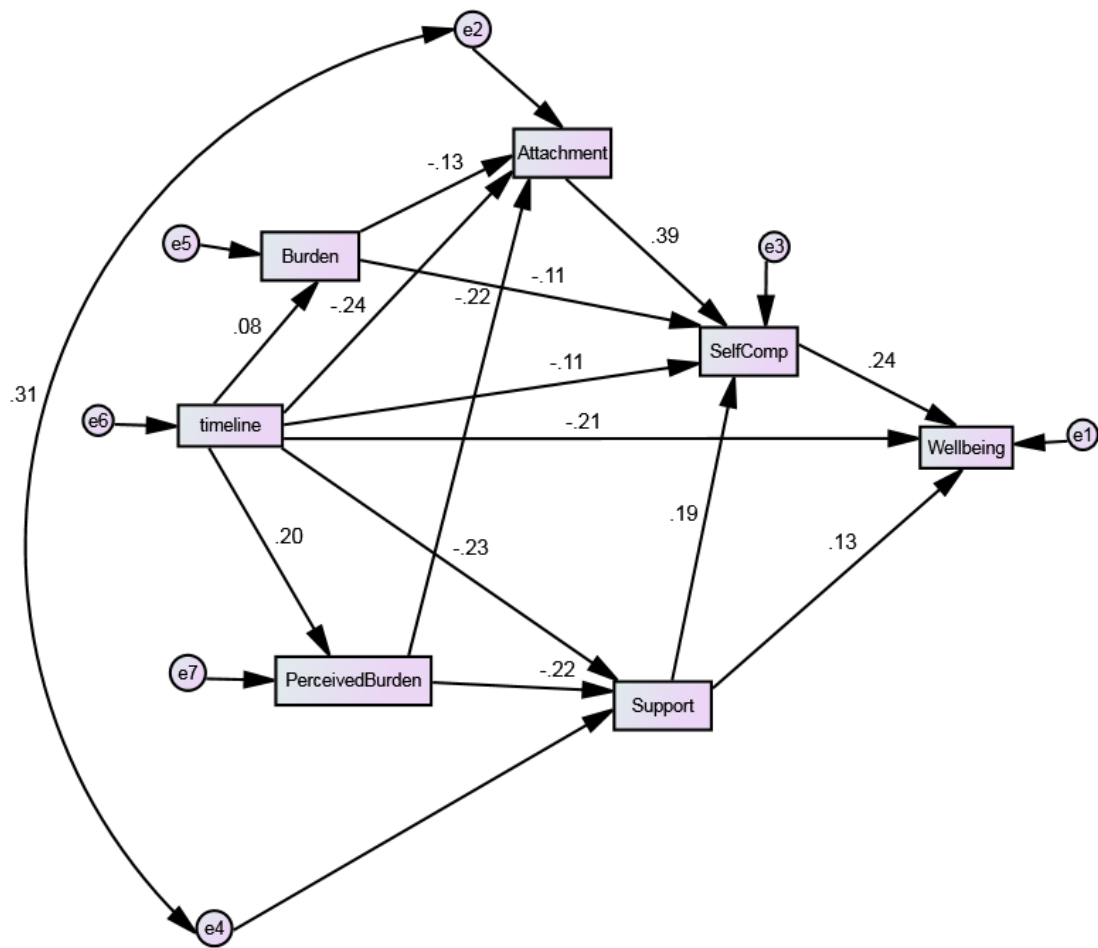 e2
Attachment
-.13
e5
Burden
.39
e3
-.11
-.22
-.24
.08
SelfComp
-.11
.24
.31
e6
timeline
-.21
Wellbeing
e1
.19
.20
-.23
.13
e7
PerceivedBurden
-.22
Support
e4